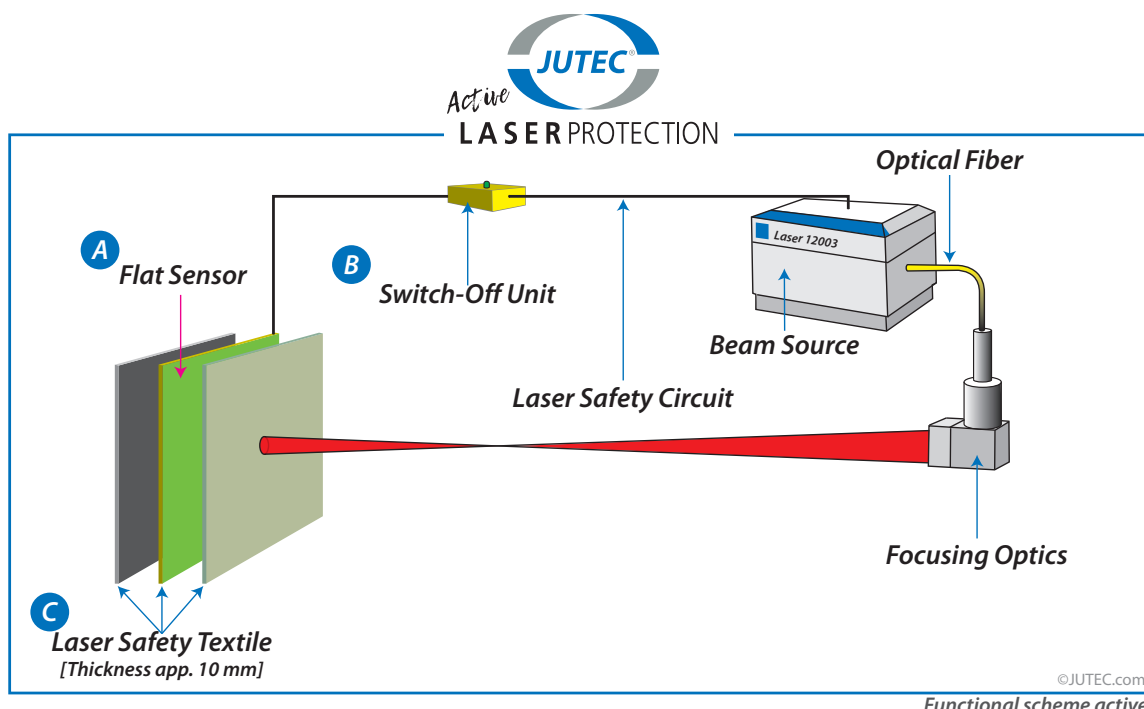 JUTEC®
Active
LASER PROTECTION
Optical Fiber
Laser 12003
A
Flat Sensor
B
Switch-Off Unit
Beam Source
Laser Safety Circuit
Focusing Optics
C
Laser Safety Textile
[Thickness app. 10 mm]
©JUTEC.com
Functional scheme active